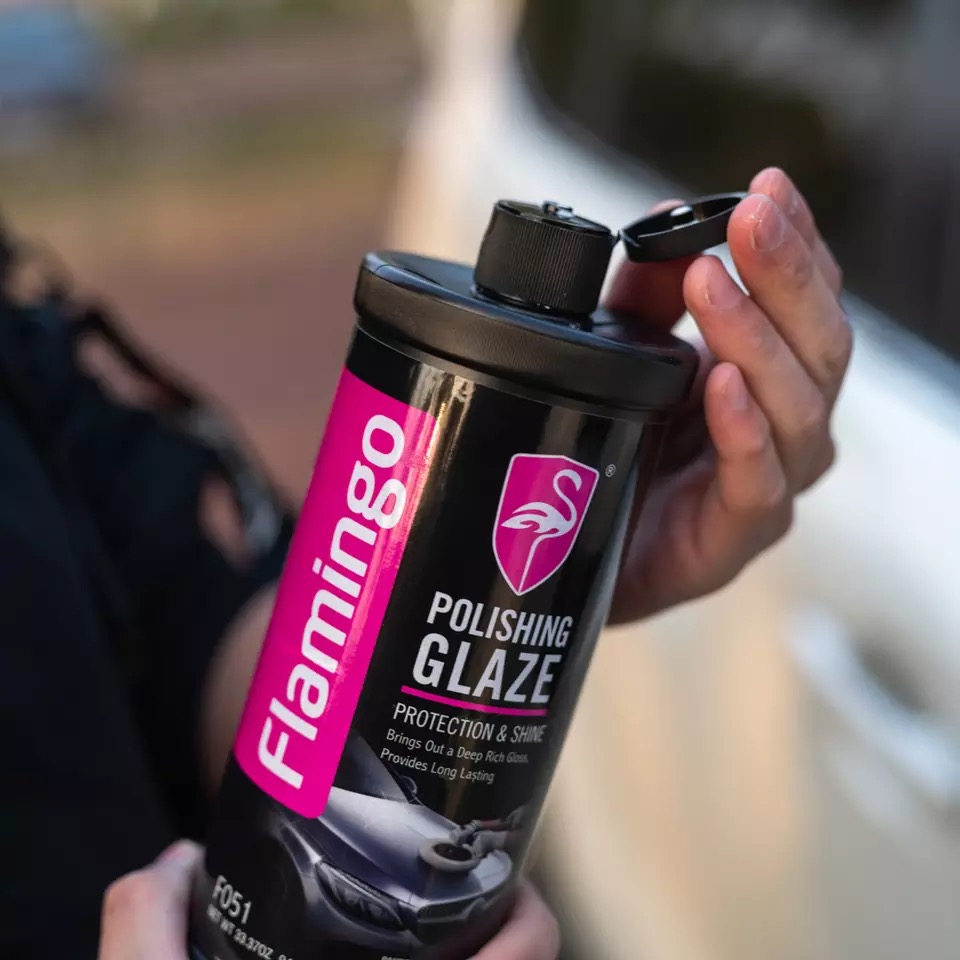 Flamingo
®
POLISHING
GLAZE
PROTECTION & SHINE
Brings Out a Deep Rich Gloss,
Provides Long Lasting
F051
NET WT 33.37OZ